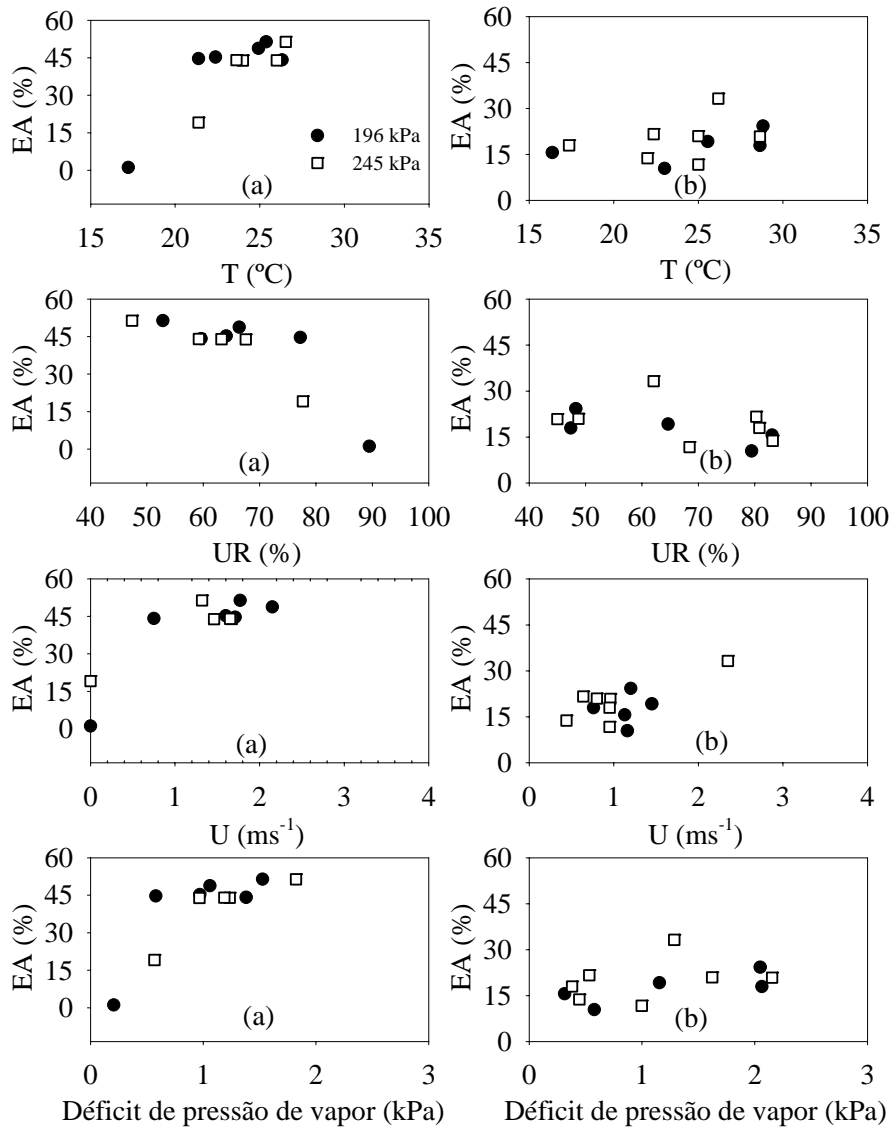 60
45
30
15
0
EA (%)
196 kPa
245 kPa
(a)
15 20 25 30 35
T (ºC)
60
45
30
15
0
EA (%)
(b)
15 20 25 30 35
T (ºC)
60
45
30
15
0
EA (%)
(a)
40 50 60 70 80 90 100
UR (%)
60
45
30
15
0
EA (%)
(b)
40 50 60 70 80 90 100
UR (%)
60
45
30
15
0
EA (%)
(a)
0 1 2 3 4
U (ms⁻¹)
60
45
30
15
0
EA (%)
(b)
0 1 2 3 4
U (ms⁻¹)
60
45
30
15
0
EA (%)
(a)
0 1 2 3
Déficit de pressão de vapor (kPa)
60
45
30
15
0
EA (%)
(b)
0 1 2 3
Déficit de pressão de vapor (kPa)